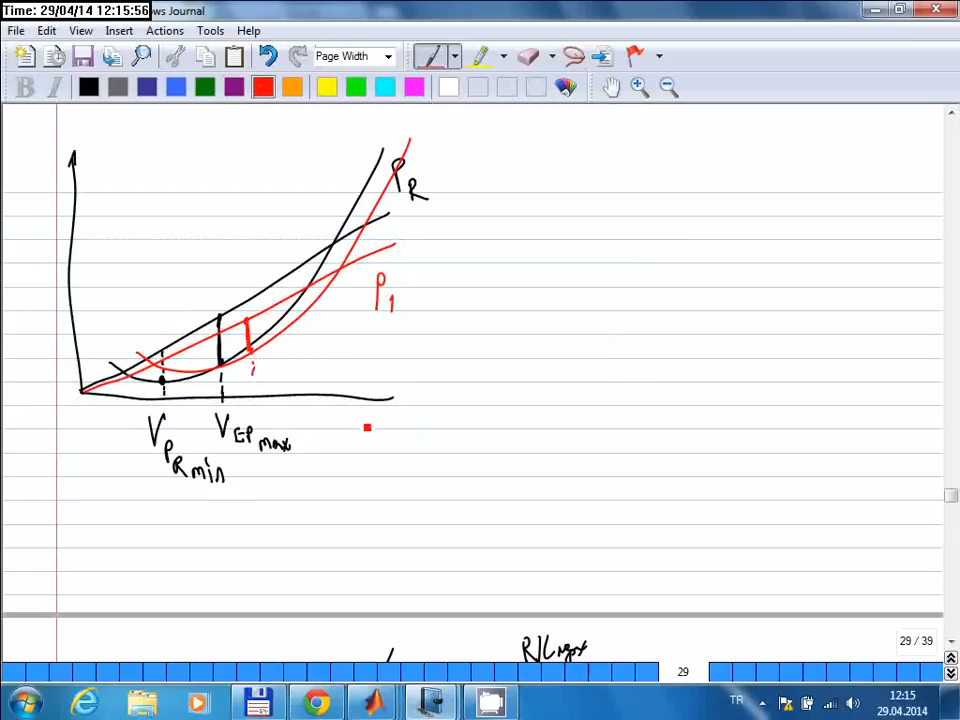 Time: 29/04/14 12:15:56
ws Journal
File Edit View Insert Actions Tools Help
Page Width
B I
P_R
P_1
V_P_R min
V_EP max
29 / 39
29
TR
12:15
29.04.2014